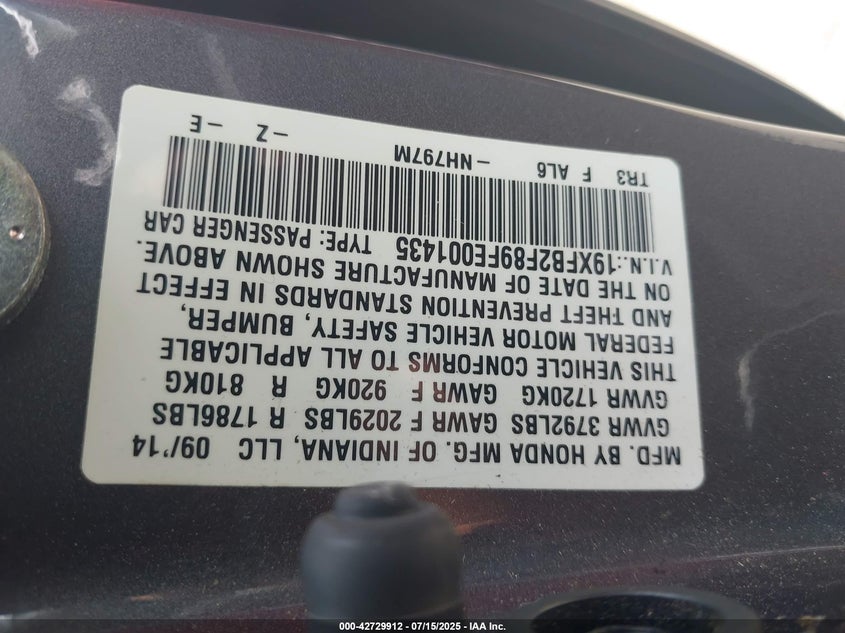 MFD. BY HONDA MFG. OF INDIANA, LLC 09/'14
GVWR 3792LBS GAWR F 2029LBS R 1786LBS
GVWR 1720KG GAWR F 920KG R 810KG
THIS VEHICLE CONFORMS TO ALL APPLICABLE
FEDERAL MOTOR VEHICLE SAFETY, BUMPER,
AND THEFT PREVENTION STANDARDS IN EFFECT
ON THE DATE OF MANUFACTURE SHOWN ABOVE.
V.I.N.:19XFB2F89FE001435 TYPE: PASSENGER CAR
TR3 F AL6 -NH797M -Z -E
000-42729912 - 07/15/2025 - IAA Inc.